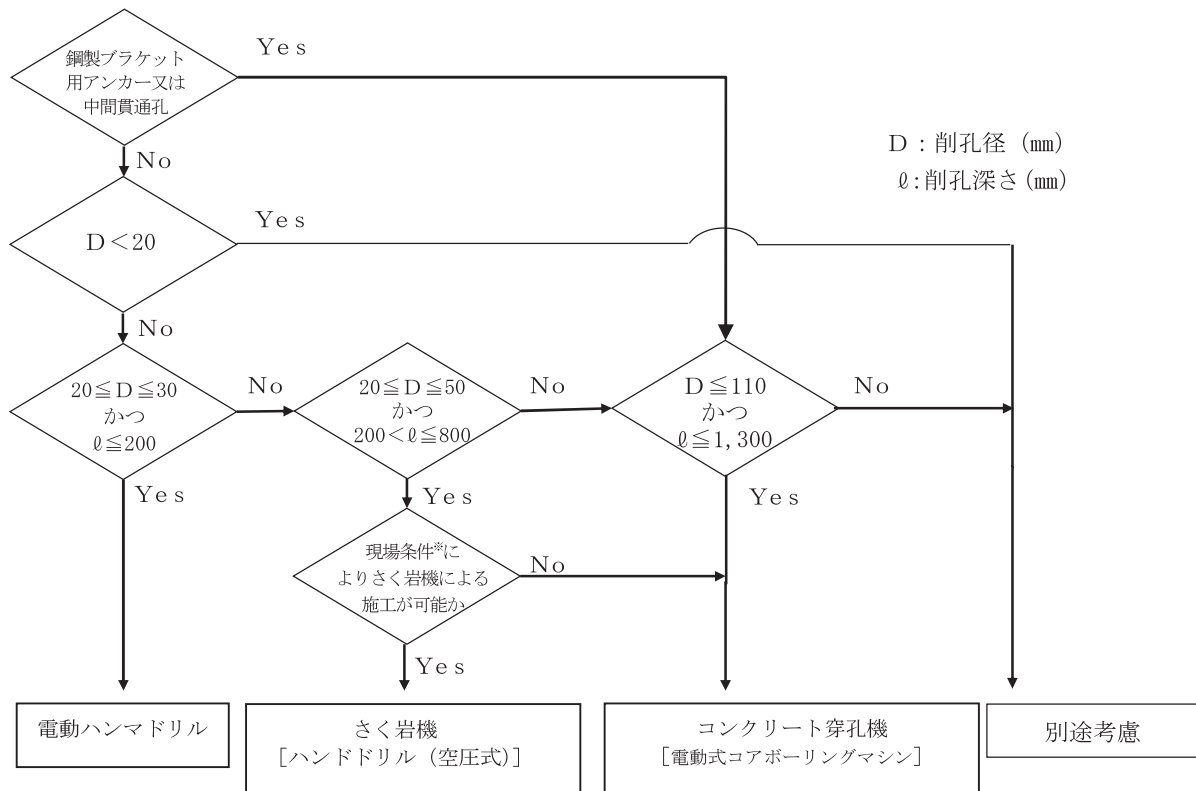 鋼製ブラケット
用アンカー又は
中間貫通孔
Yes
No
D：削孔径（㎜）
ℓ：削孔深さ（㎜）
D＜20
Yes
No
20≦D≦30
かつ
ℓ≦200
No
Yes
20≦D≦50
かつ
200＜ℓ≦800
No
Yes
D≦110
かつ
ℓ≦1,300
No
Yes
現場条件※に
よりさく岩機による
施工が可能か
No
Yes
電動ハンマドリル
さく岩機
［ハンドドリル（空圧式）］
コンクリート穿孔機
［電動式コアボーリングマシン］
別途考慮